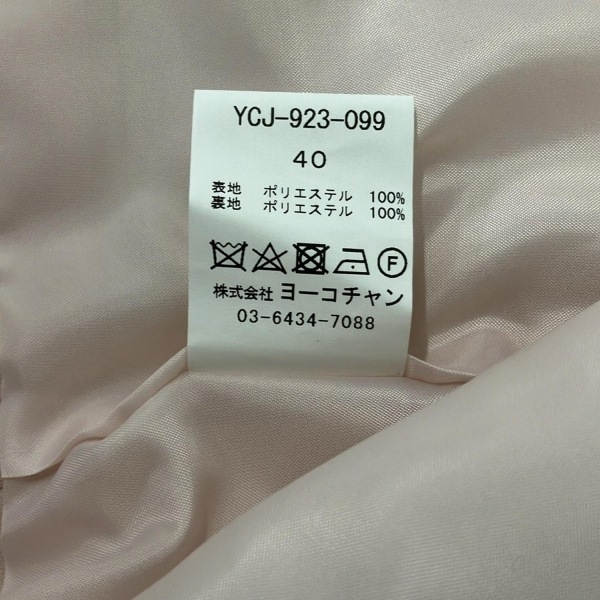 YCJ-923-099
40
表地 ポリエステル 100%
裏地 ポリエステル 100%
F
株式会社 ヨーコチャン
03-6434-7088